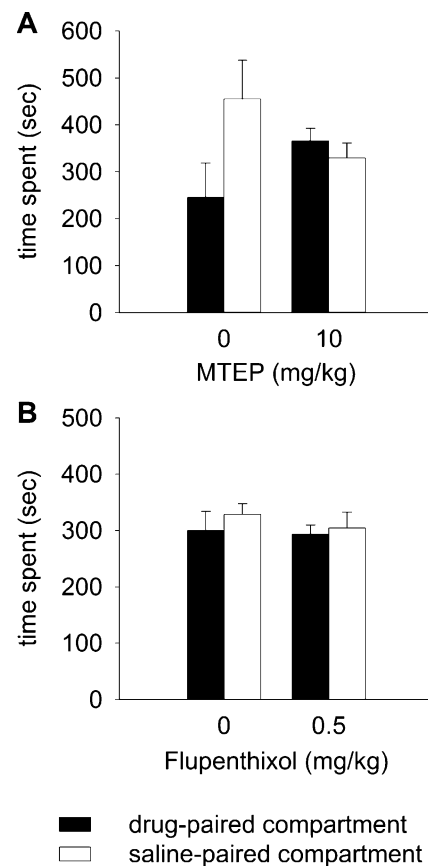 A
600
500
400
300
200
100
0
time spent (sec)
0 10
MTEP (mg/kg)
B
500
400
300
200
100
0
time spent (sec)
0 0.5
Flupenthixol (mg/kg)
drug-paired compartment
saline-paired compartment